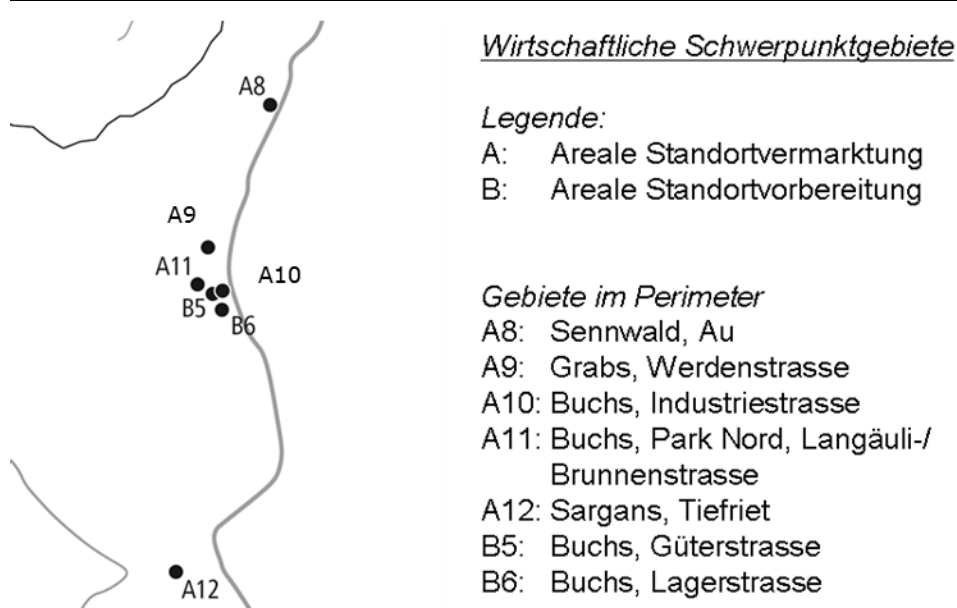 A8
A9
A11
A10
B5
B6
A12
Wirtschaftliche Schwerpunktgebiete
Legende:
A: Areale Standortvermarktung
B: Areale Standortvorbereitung
Gebiete im Perimeter
A8: Sennwald, Au
A9: Grabs, Werdenstrasse
A10: Buchs, Industriestrasse
A11: Buchs, Park Nord, Langäuli-/
Brunnenstrasse
A12: Sargans, Tiefriet
B5: Buchs, Güterstrasse
B6: Buchs, Lagerstrasse